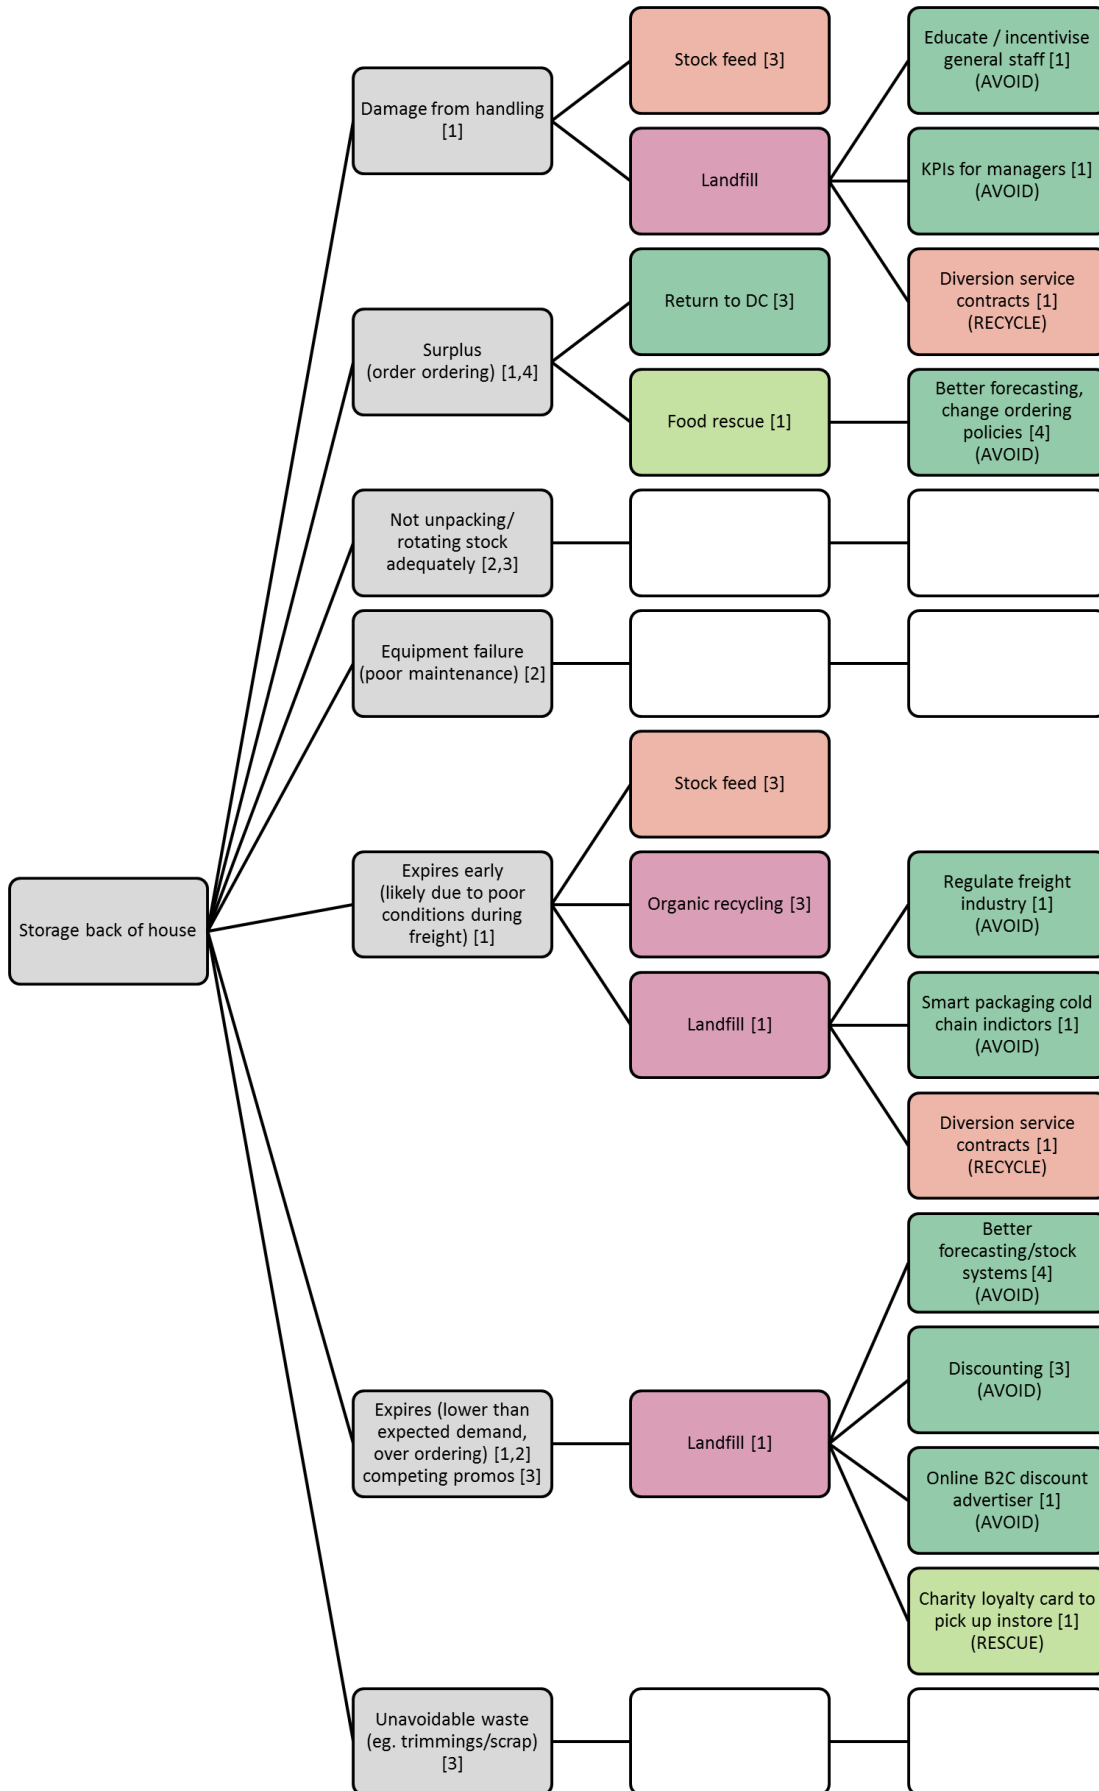 Storage back of house
Damage from handling
[1]
Stock feed [3]
Landfill
Educate / incentivise
general staff [1]
(AVOID)
KPIs for managers [1]
(AVOID)
Diversion service
contracts [1]
(RECYCLE)
Surplus
(order ordering) [1,4]
Return to DC [3]
Food rescue [1]
Better forecasting,
change ordering
policies [4]
(AVOID)
Not unpacking/
rotating stock
adequately [2,3]
Equipment failure
(poor maintenance) [2]
Expires early
(likely due to poor
conditions during
freight) [1]
Stock feed [3]
Organic recycling [3]
Landfill [1]
Regulate freight
industry [1]
(AVOID)
Smart packaging cold
chain indictors [1]
(AVOID)
Diversion service
contracts [1]
(RECYCLE)
Expires (lower than
expected demand,
over ordering) [1,2]
competing promos [3]
Landfill [1]
Better
forecasting/stock
systems [4]
(AVOID)
Discounting [3]
(AVOID)
Online B2C discount
advertiser [1]
(AVOID)
Charity loyalty card to
pick up instore [1]
(RESCUE)
Unavoidable waste
(eg. trimmings/scrap)
[3]